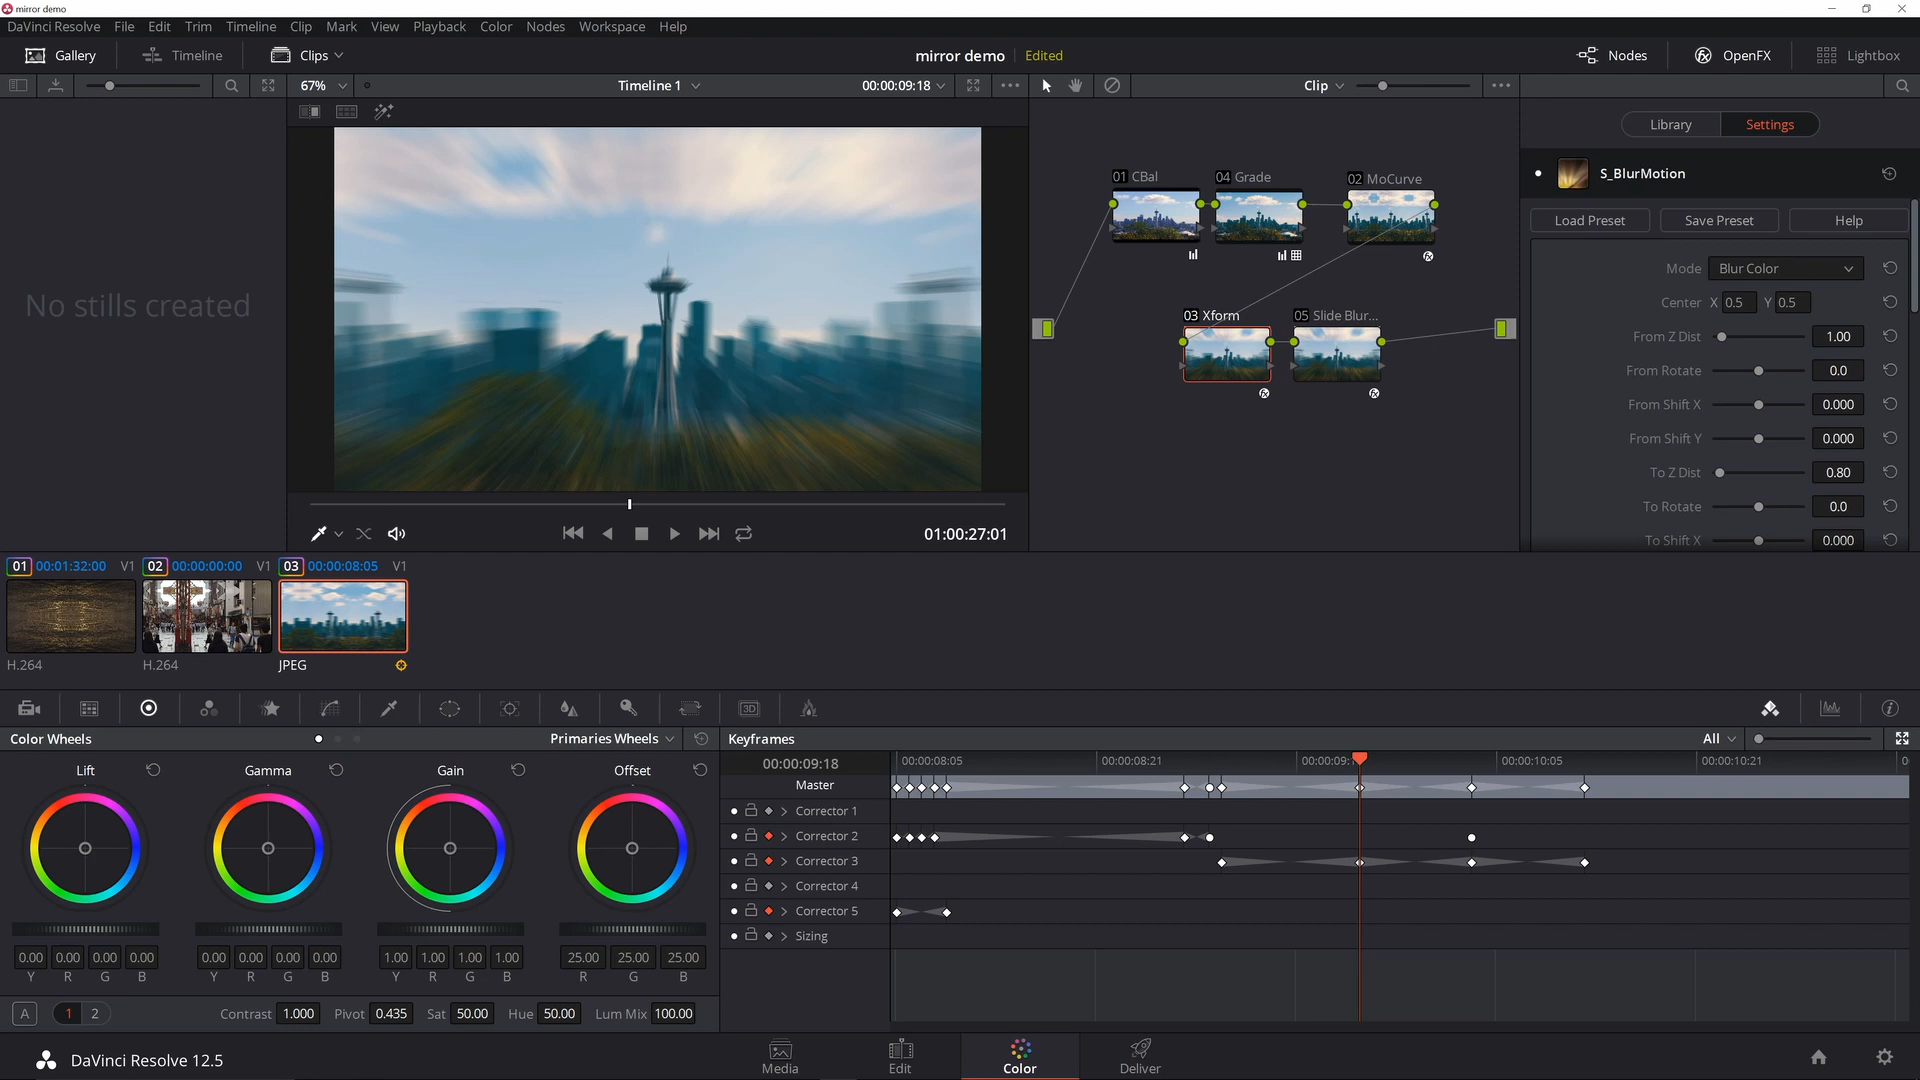 mirror demo
DaVinci Resolve File Edit Trim Timeline Clip Mark View Playback Color Nodes Workspace Help
Gallery Timeline Clips mirror demo Edited Nodes OpenFX Lightbox
67% Timeline 1 00:00:09:18 Clip
Library Settings
No stills created
01 CBal 04 Grade 02 MoCurve
03 Xform 05 Slide Blur...
S_BlurMotion
Load Preset Save Preset Help
Mode Blur Color
Center X 0.5 Y 0.5
From Z Dist 1.00
From Rotate 0.0
From Shift X 0.000
From Shift Y 0.000
To Z Dist 0.80
To Rotate 0.0
To Shift X 0.000
01:00:27:01
01 00:01:32:00 V1 02 00:00:00:00 V1 03 00:00:08:05 V1
H.264 H.264 JPEG
3D
Color Wheels Primaries Wheels
Lift Gamma Gain Offset
0.00 0.00 0.00 0.00 0.00 0.00 0.00 0.00 1.00 1.00 1.00 1.00 25.00 25.00 25.00
Y R G B Y R G B Y R G B R G B
A 1 2 Contrast 1.000 Pivot 0.435 Sat 50.00 Hue 50.00 Lum Mix 100.00
Keyframes All
00:00:09:18 00:00:08:05 00:00:08:21 00:00:09:1 00:00:10:05 00:00:10:21 0
Master
Corrector 1
Corrector 2
Corrector 3
Corrector 4
Corrector 5
Sizing
DaVinci Resolve 12.5 Media Edit Color Deliver